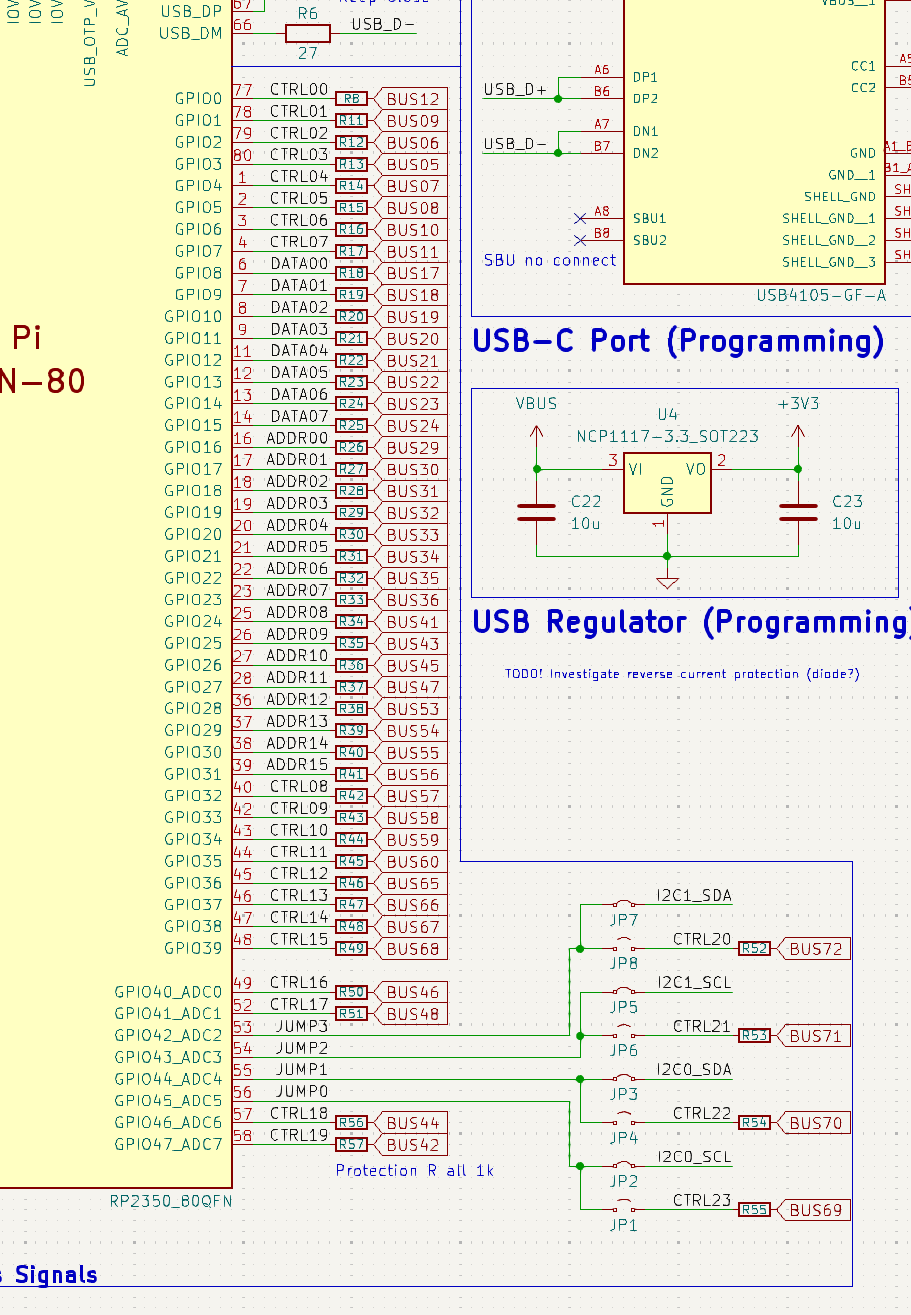 USB_OTP_V
ADC_AV
USB_DP
67
USB_DM
66
R6
27
USB_D-
GPIO0 77 CTRL00 R8 BUS12
GPIO1 78 CTRL01 R11 BUS09
GPIO2 79 CTRL02 R12 BUS06
GPIO3 80 CTRL03 R13 BUS05
GPIO4 1 CTRL04 R14 BUS07
GPIO5 2 CTRL05 R15 BUS08
GPIO6 3 CTRL06 R16 BUS10
GPIO7 4 CTRL07 R17 BUS11
GPIO8 6 DATA00 R18 BUS17
GPIO9 7 DATA01 R19 BUS18
GPIO10 8 DATA02 R20 BUS19
GPIO11 9 DATA03 R21 BUS20
GPIO12 11 DATA04 R22 BUS21
GPIO13 12 DATA05 R23 BUS22
GPIO14 13 DATA06 R24 BUS23
GPIO15 14 DATA07 R25 BUS24
GPIO16 16 ADDR00 R26 BUS29
GPIO17 17 ADDR01 R27 BUS30
GPIO18 18 ADDR02 R28 BUS31
GPIO19 19 ADDR03 R29 BUS32
GPIO20 20 ADDR04 R30 BUS33
GPIO21 21 ADDR05 R31 BUS34
GPIO22 22 ADDR06 R32 BUS35
GPIO23 23 ADDR07 R33 BUS36
GPIO24 25 ADDR08 R34 BUS41
GPIO25 26 ADDR09 R35 BUS43
GPIO26 27 ADDR10 R36 BUS45
GPIO27 28 ADDR11 R37 BUS47
GPIO28 36 ADDR12 R38 BUS53
GPIO29 37 ADDR13 R39 BUS54
GPIO30 38 ADDR14 R40 BUS55
GPIO31 39 ADDR15 R41 BUS56
GPIO32 40 CTRL08 R42 BUS57
GPIO33 42 CTRL09 R43 BUS58
GPIO34 43 CTRL10 R44 BUS59
GPIO35 44 CTRL11 R45 BUS60
GPIO36 45 CTRL12 R46 BUS65
GPIO37 46 CTRL13 R47 BUS66
GPIO38 47 CTRL14 R48 BUS67
GPIO39 48 CTRL15 R49 BUS68
GPIO40_ADC0 49 CTRL16 R50 BUS46
GPIO41_ADC1 52 CTRL17 R51 BUS48
GPIO42_ADC2 53 JUMP3
GPIO43_ADC3 54 JUMP2
GPIO44_ADC4 55 JUMP1
GPIO45_ADC5 56 JUMP0
GPIO46_ADC6 57 CTRL18 R56 BUS44
GPIO47_ADC7 58 CTRL19 R57 BUS42
Protection R all 1k
Pi
N-80
RP2350_80QFN
s Signals
VBUS__1
CC1 A5
CC2 B5
USB_D+
A6 DP1
B6 DP2
USB_D-
A7 DN1
B7 DN2
GND
GND__1
SHELL_GND SH
A8 SBU1 SHELL_GND__1 SH
B8 SBU2 SHELL_GND__2 SH
SBU no connect SHELL_GND__3 SH
USB4105-GF-A
USB-C Port (Programming)
VBUS
U4
+3V3
NCP1117-3.3_SOT223
3 VI VO 2
GND
1
C22
10u
C23
10u
USB Regulator (Programming)
TODO! Investigate reverse current protection (diode?)
I2C1_SDA
JP7
CTRL20 R52 BUS72
JP8
I2C1_SCL
JP5
CTRL21 R53 BUS71
JP6
I2C0_SDA
JP3
CTRL22 R54 BUS70
JP4
I2C0_SCL
JP2
CTRL23 R55 BUS69
JP1